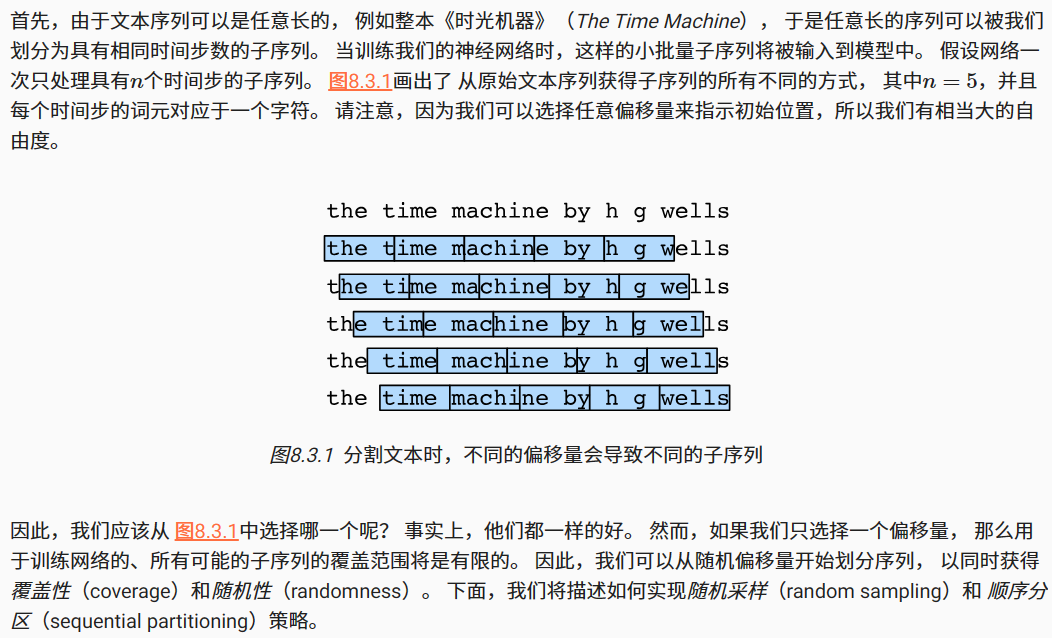 首先，由于文本序列可以是任意长的， 例如整本《时光机器》（The Time Machine）， 于是任意长的序列可以被我们
划分为具有相同时间步数的子序列。 当训练我们的神经网络时，这样的小批量子序列将被输入到模型中。 假设网络一
次只处理具有n个时间步的子序列。 图8.3.1画出了 从原始文本序列获得子序列的所有不同的方式， 其中n = 5，并且
每个时间步的词元对应于一个字符。 请注意，因为我们可以选择任意偏移量来指示初始位置，所以我们有相当大的自
由度。
the time machine by h g wells
the time machine by h g wells
the time machine by h g wells
the time machine by h g wells
the time machine by h g wells
the time machine by h g wells
图8.3.1 分割文本时，不同的偏移量会导致不同的子序列
因此，我们应该从 图8.3.1中选择哪一个呢？ 事实上，他们都一样的好。 然而，如果我们只选择一个偏移量， 那么用
于训练网络的、所有可能的子序列的覆盖范围将是有限的。 因此，我们可以从随机偏移量开始划分序列， 以同时获得
覆盖性（coverage）和随机性（randomness）。 下面，我们将描述如何实现随机采样（random sampling）和 顺序分
区（sequential partitioning）策略。